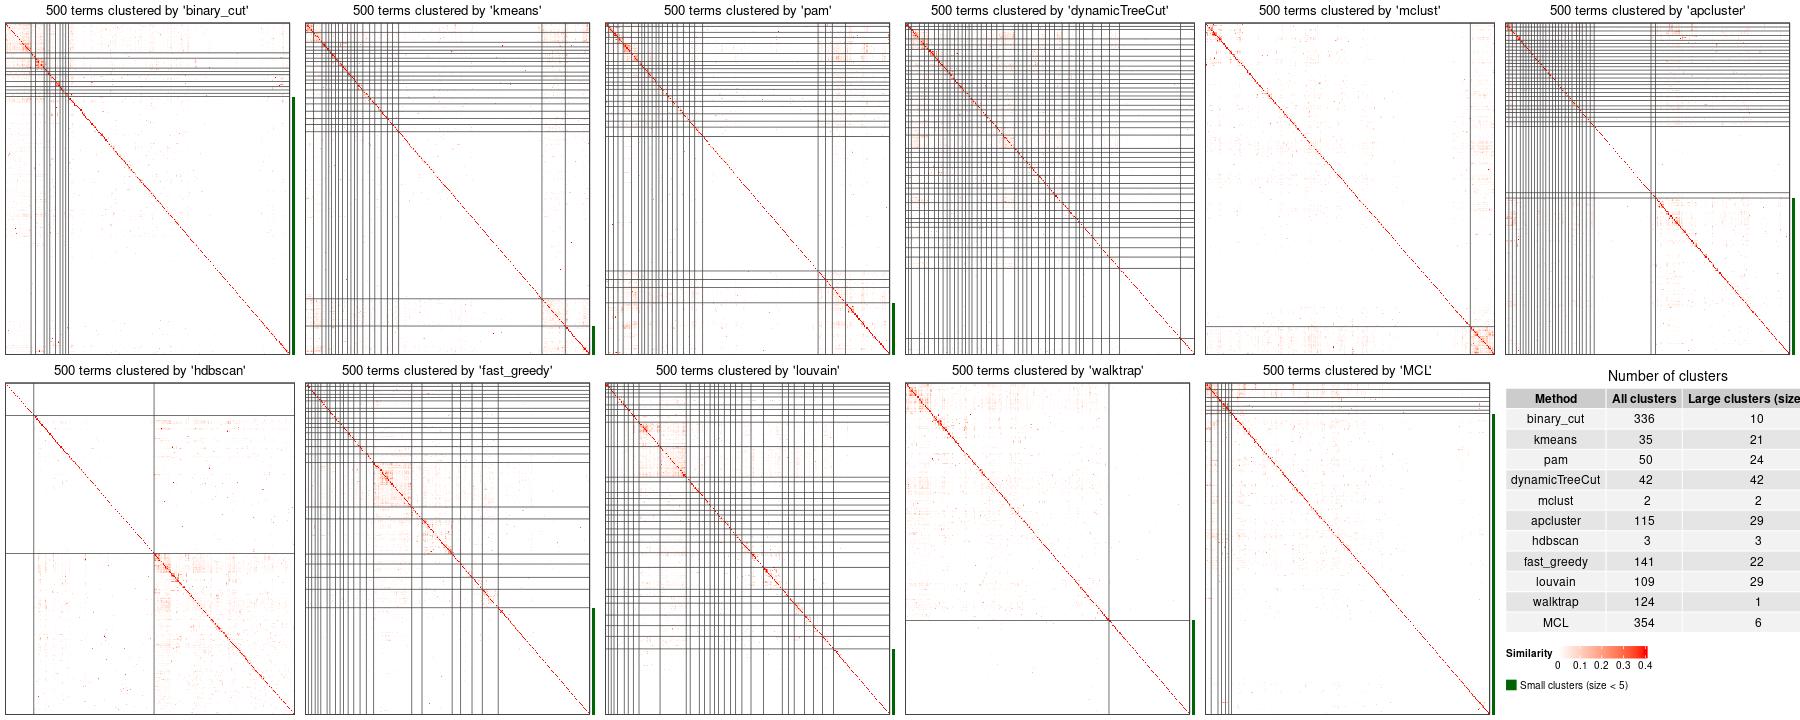 500 terms clustered by 'binary_cut'
500 terms clustered by 'kmeans'
500 terms clustered by 'pam'
500 terms clustered by 'dynamicTreeCut'
500 terms clustered by 'mclust'
500 terms clustered by 'apcluster'
500 terms clustered by 'hdbscan'
500 terms clustered by 'fast_greedy'
500 terms clustered by 'louvain'
500 terms clustered by 'walktrap'
500 terms clustered by 'MCL'
Number of clusters
Method All clusters Large clusters (size
binary_cut 336 10
kmeans 35 21
pam 50 24
dynamicTreeCut 42 42
mclust 2 2
apcluster 115 29
hdbscan 3 3
fast_greedy 141 22
louvain 109 29
walktrap 124 1
MCL 354 6
Similarity
0 0.1 0.2 0.3 0.4
Small clusters (size < 5)